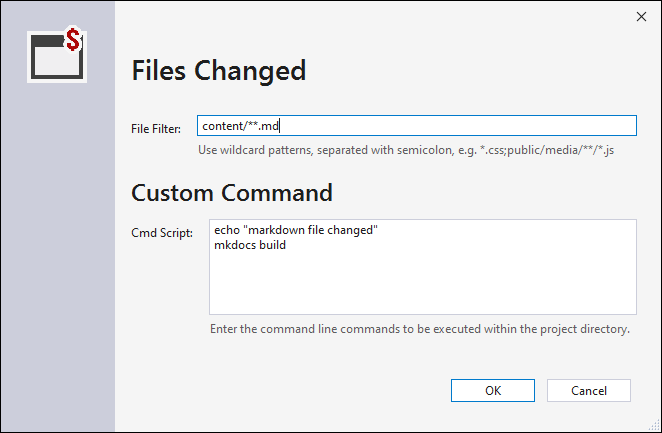 $
Files Changed
File Filter: content/**.md
Use wildcard patterns, separated with semicolon, e.g. *.css;public/media/**/*.js
Custom Command
Cmd Script: echo "markdown file changed"
mkdocs build
Enter the command line commands to be executed within the project directory.
OK Cancel